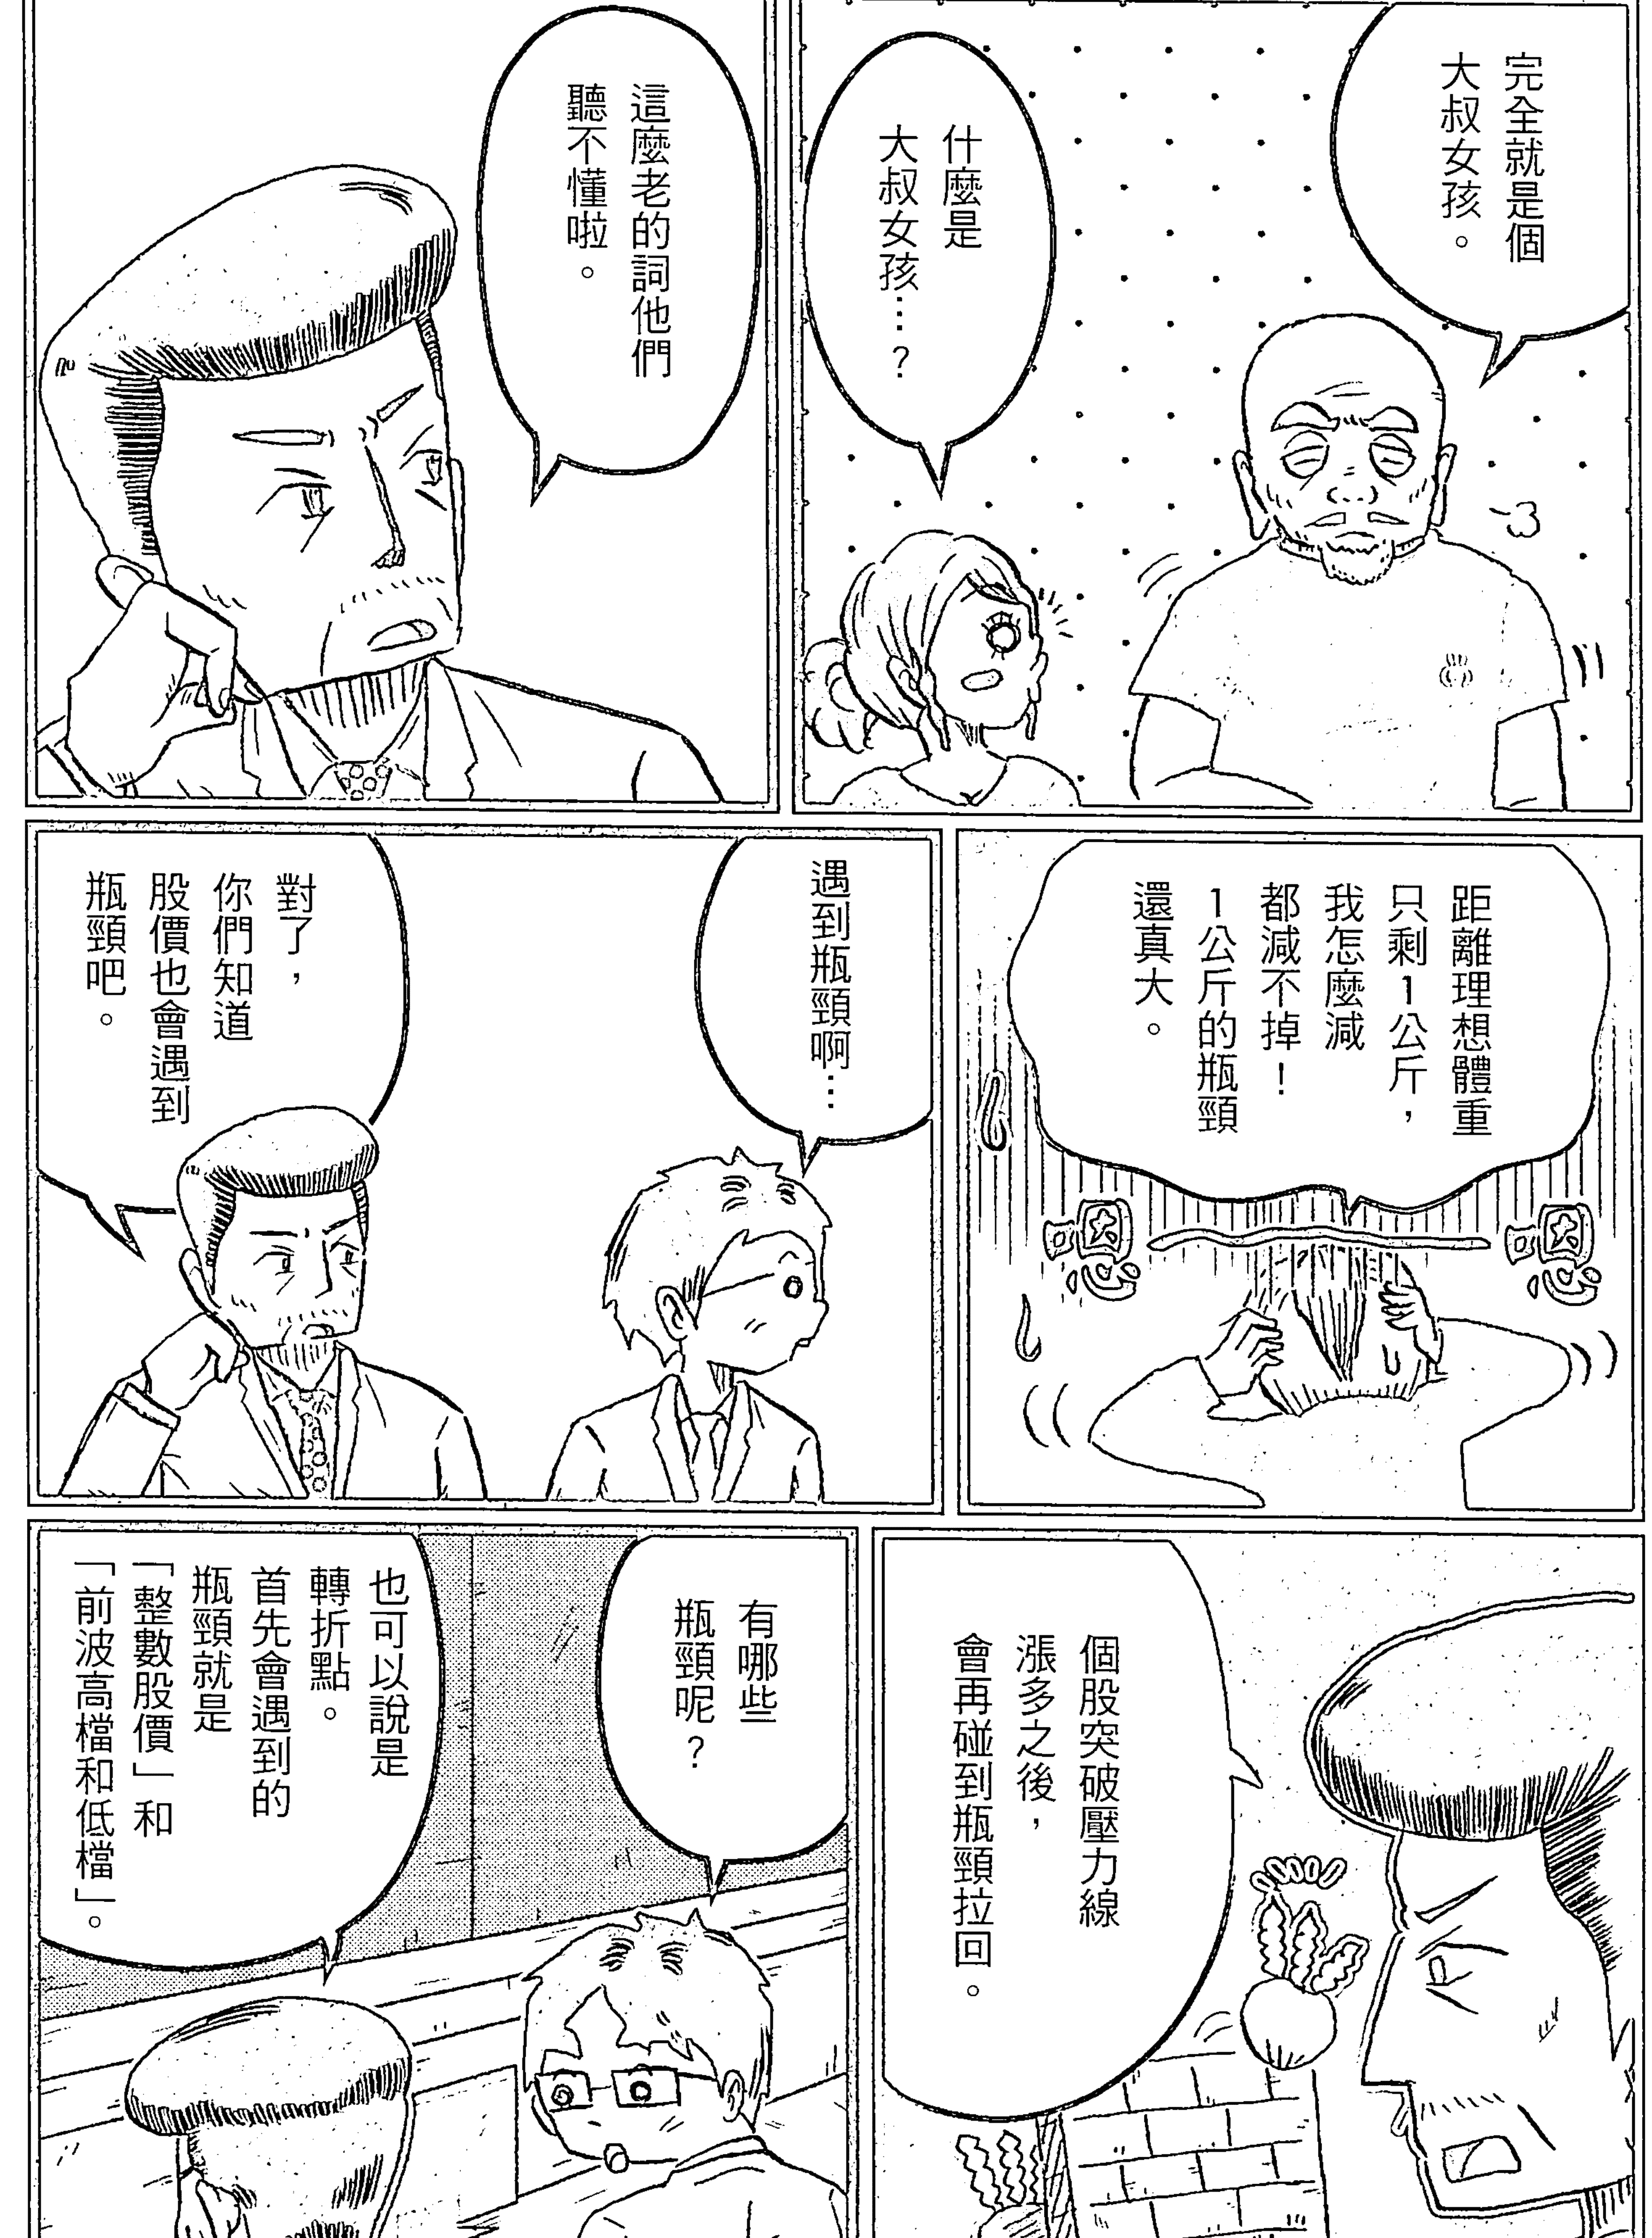 完全就是個
大叔女孩。
什麼是
大叔女孩…？
這麼老的詞他們
聽不懂啦。
距離理想體重
只剩1公斤，
我怎麼減
都減不掉！
1公斤的瓶頸
還真大。
嗯
嗯
遇到瓶頸啊…
對了，
你們知道
股價也會遇到
瓶頸吧。
個股突破壓力線
漲多之後，
會再碰到瓶頸拉回。
有哪些
瓶頸呢？
也可以說是
轉折點。
首先會遇到的
瓶頸就是
「整數股價」和
「前波高檔和低檔」。